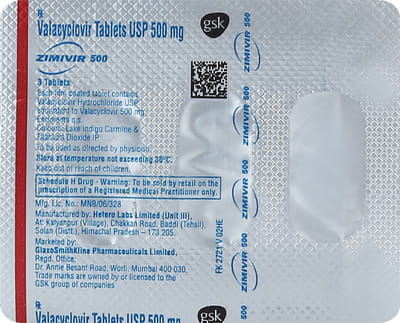 Rx
Valacyclovir Tablets USP 500 mg
ZIMIVIR 500
3 Tablets
Each film coated tablet contains
Valacyclovir Hydrochloride USP
equivalent to Valacyclovir 500 mg
Excipients q.s.
Colours: Lake Indigo Carmine &
Titanium Dioxide IP
To be used as directed by physician.
Store at temperature not exceeding 30°C.
Keep out of reach of children.
Schedule H Drug - Warning: To be sold by retail on the
prescription of a Registered Medical Practitioner only.
Mfg. Lic. No.: MNB/06/328
Manufactured by: Hetero Labs Limited (Unit III),
At: Kalyanpur (Village), Chakkan Road, Baddi (Tehsil),
Solan (Distt.), Himachal Pradesh – 173 205.
Marketed by:
GlaxoSmithKline Pharmaceuticals Limited,
Regd. Office:
Dr. Annie Besant Road, Worli, Mumbai 400 030.
Trade marks are owned by or licensed to the
GSK group of companies
Rx
Valacyclovir Tablets USP 500 mg
gsk
FK 2721 V 02HE
ZIMIVIR 500
ZIMIVIR 500
ZIMIVIR 500
ZIMIVIR 500
500
gsk